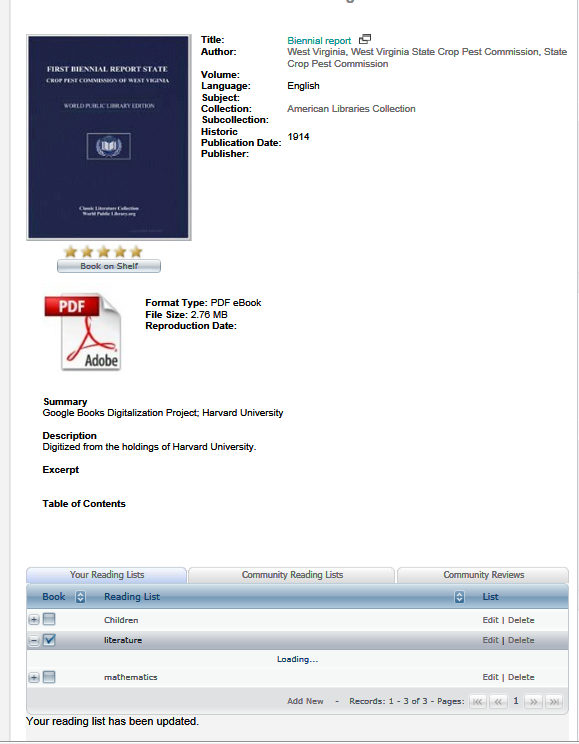 FIRST BIENNIAL REPORT STATE
CROP PEST COMMISSION OF WEST VIGINIA
WORLD PUBLIC LIBRARY EDITION
Classic Literature Collection
World Public Library.org
Book on Shelf
Title: Biennial report
Author: West Virginia, West Virginia State Crop Pest Commission, State
Crop Pest Commission
Volume:
Language: English
Subject:
Collection: American Libraries Collection
Subcollection:
Historic
Publication Date: 1914
Publisher:
PDF
Adobe
Format Type: PDF eBook
File Size: 2.76 MB
Reproduction Date:
Summary
Google Books Digitalization Project; Harvard University
Description
Digitized from the holdings of Harvard University.
Excerpt
Table of Contents
Your Reading Lists Community Reading Lists Community Reviews
Book Reading List List
Children Edit | Delete
literature Edit | Delete
Loading...
mathematics Edit | Delete
Add New - Records: 1 - 3 of 3 - Pages: 1
Your reading list has been updated.